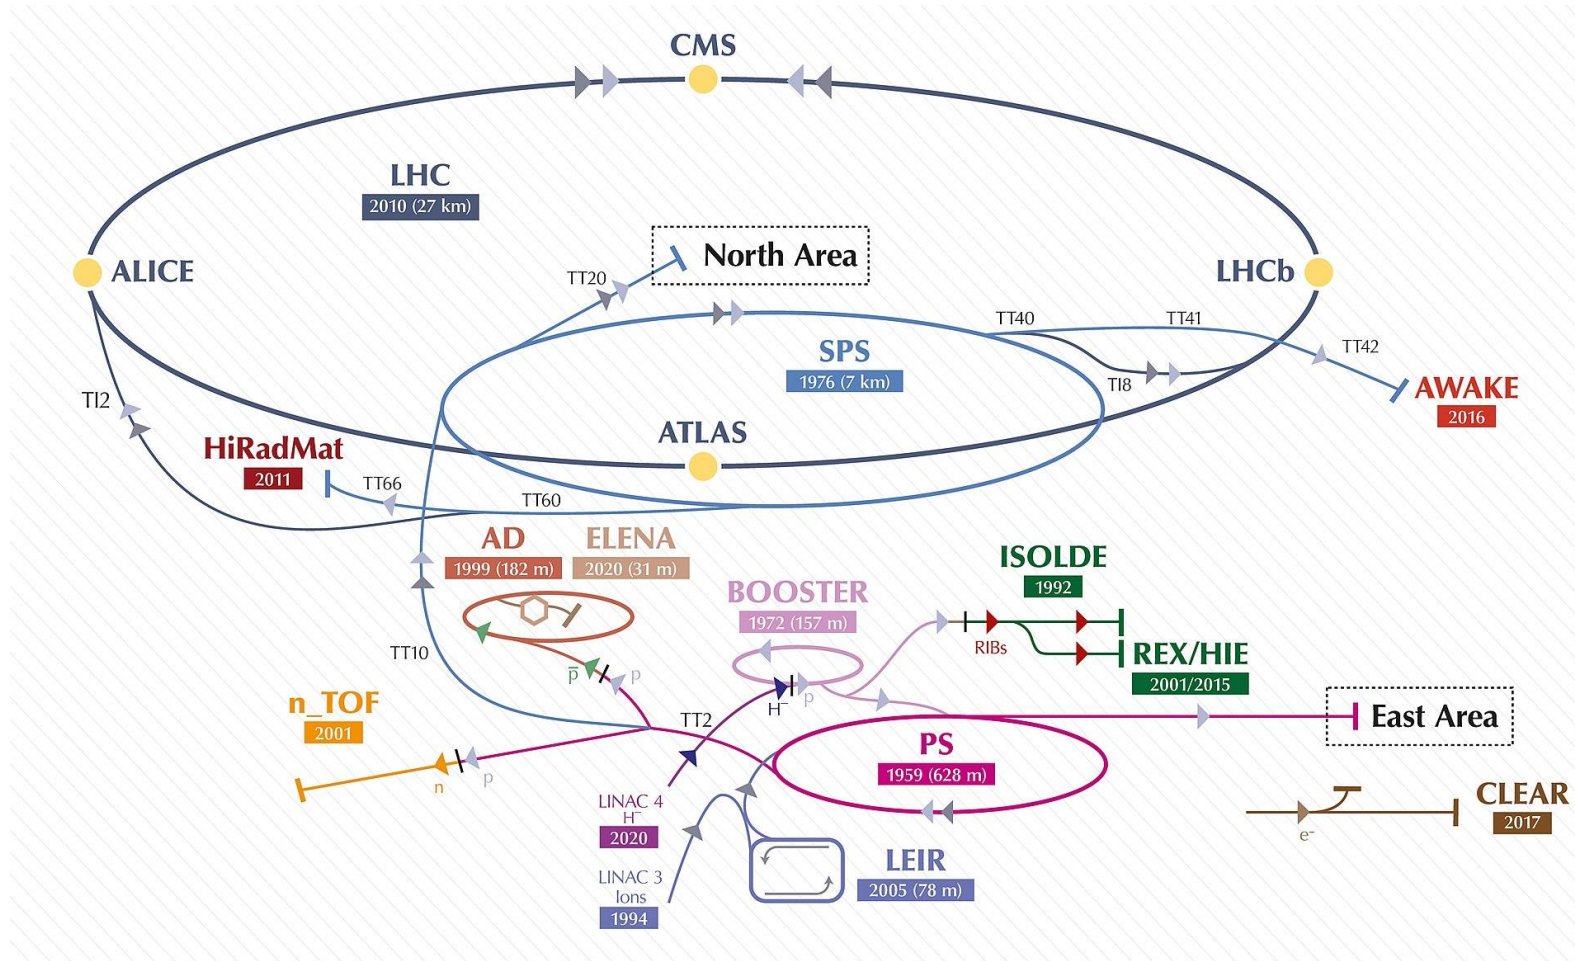 CMS
LHC
2010 (27 km)
North Area
ALICE
LHCb
TT20
TT40
TT41
TT42
SPS
1976 (7 km)
TI8
AWAKE
2016
TI2
ATLAS
HiRadMat
2011
TT66
TT60
AD
1999 (182 m)
ELENA
2020 (31 m)
ISOLDE
1992
BOOSTER
1972 (157 m)
RIBs
REX/HIE
2001/2015
TT10
p̅
p
H⁻
p
n_TOF
2001
TT2
East Area
PS
1959 (628 m)
n
p
LINAC 4
H⁻
2020
CLEAR
2017
e⁻
LEIR
2005 (78 m)
LINAC 3
Ions
1994